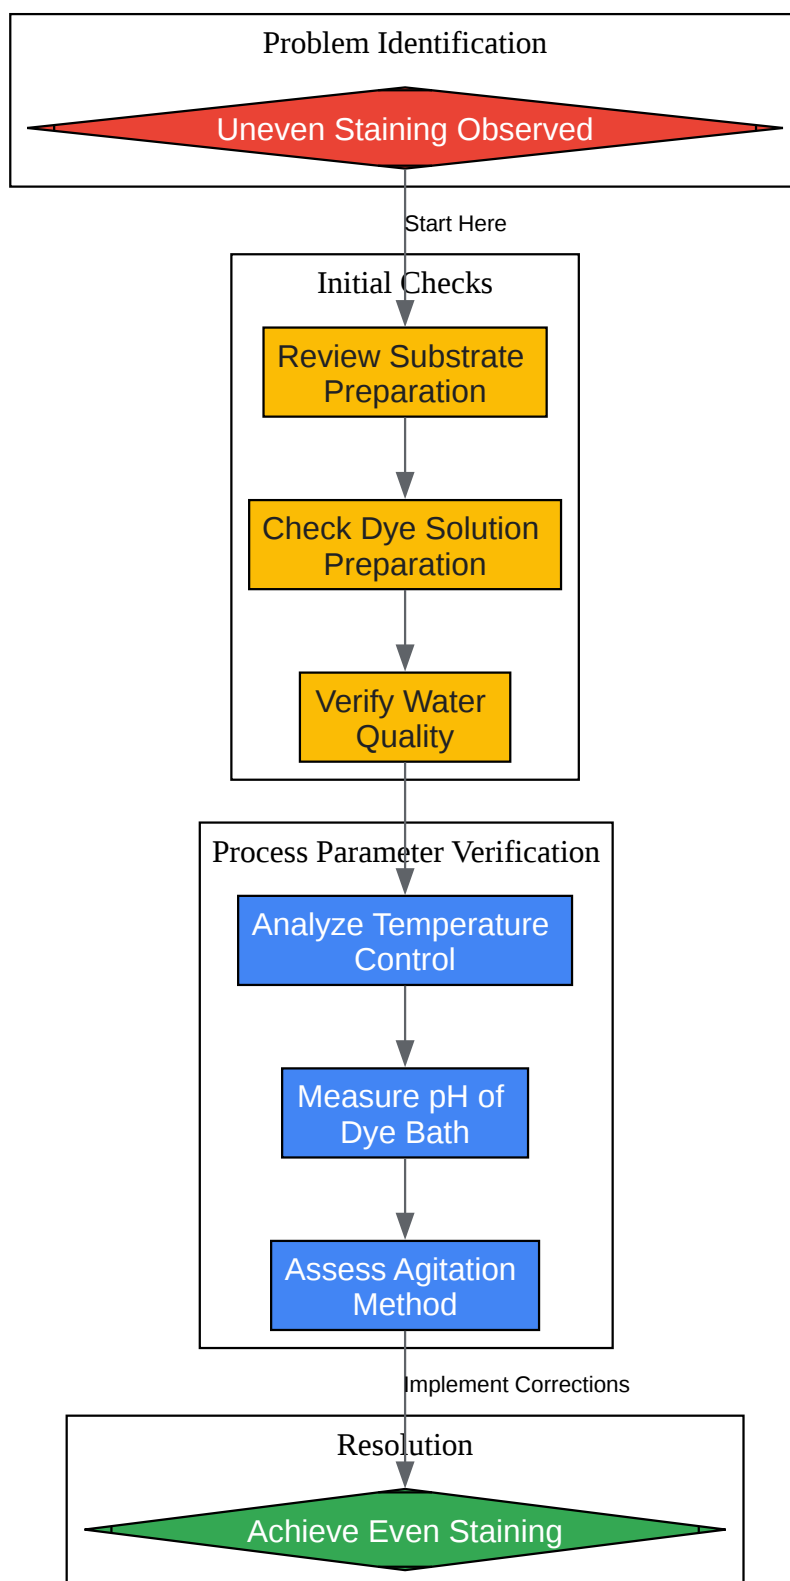 Problem Identification
Uneven Staining Observed
Start Here
Initial Checks
Review Substrate
Preparation
Check Dye Solution
Preparation
Verify Water
Quality
Process Parameter Verification
Analyze Temperature
Control
Measure pH of
Dye Bath
Assess Agitation
Method
Implement Corrections
Resolution
Achieve Even Staining